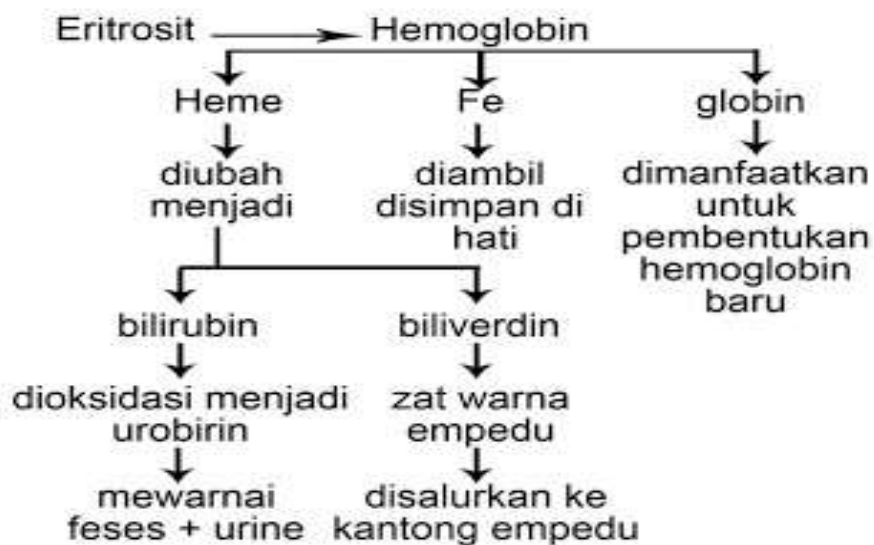 Eritrosit Hemoglobin
Heme
Fe
globin
diubah
menjadi
diambil
disimpan di
hati
dimanfaatkan
untuk
pembentukan
hemoglobin
baru
bilirubin
biliverdin
dioksidasi menjadi
urobirin
zat warna
empedu
mewarnai
feses + urine
disalurkan ke
kantong empedu